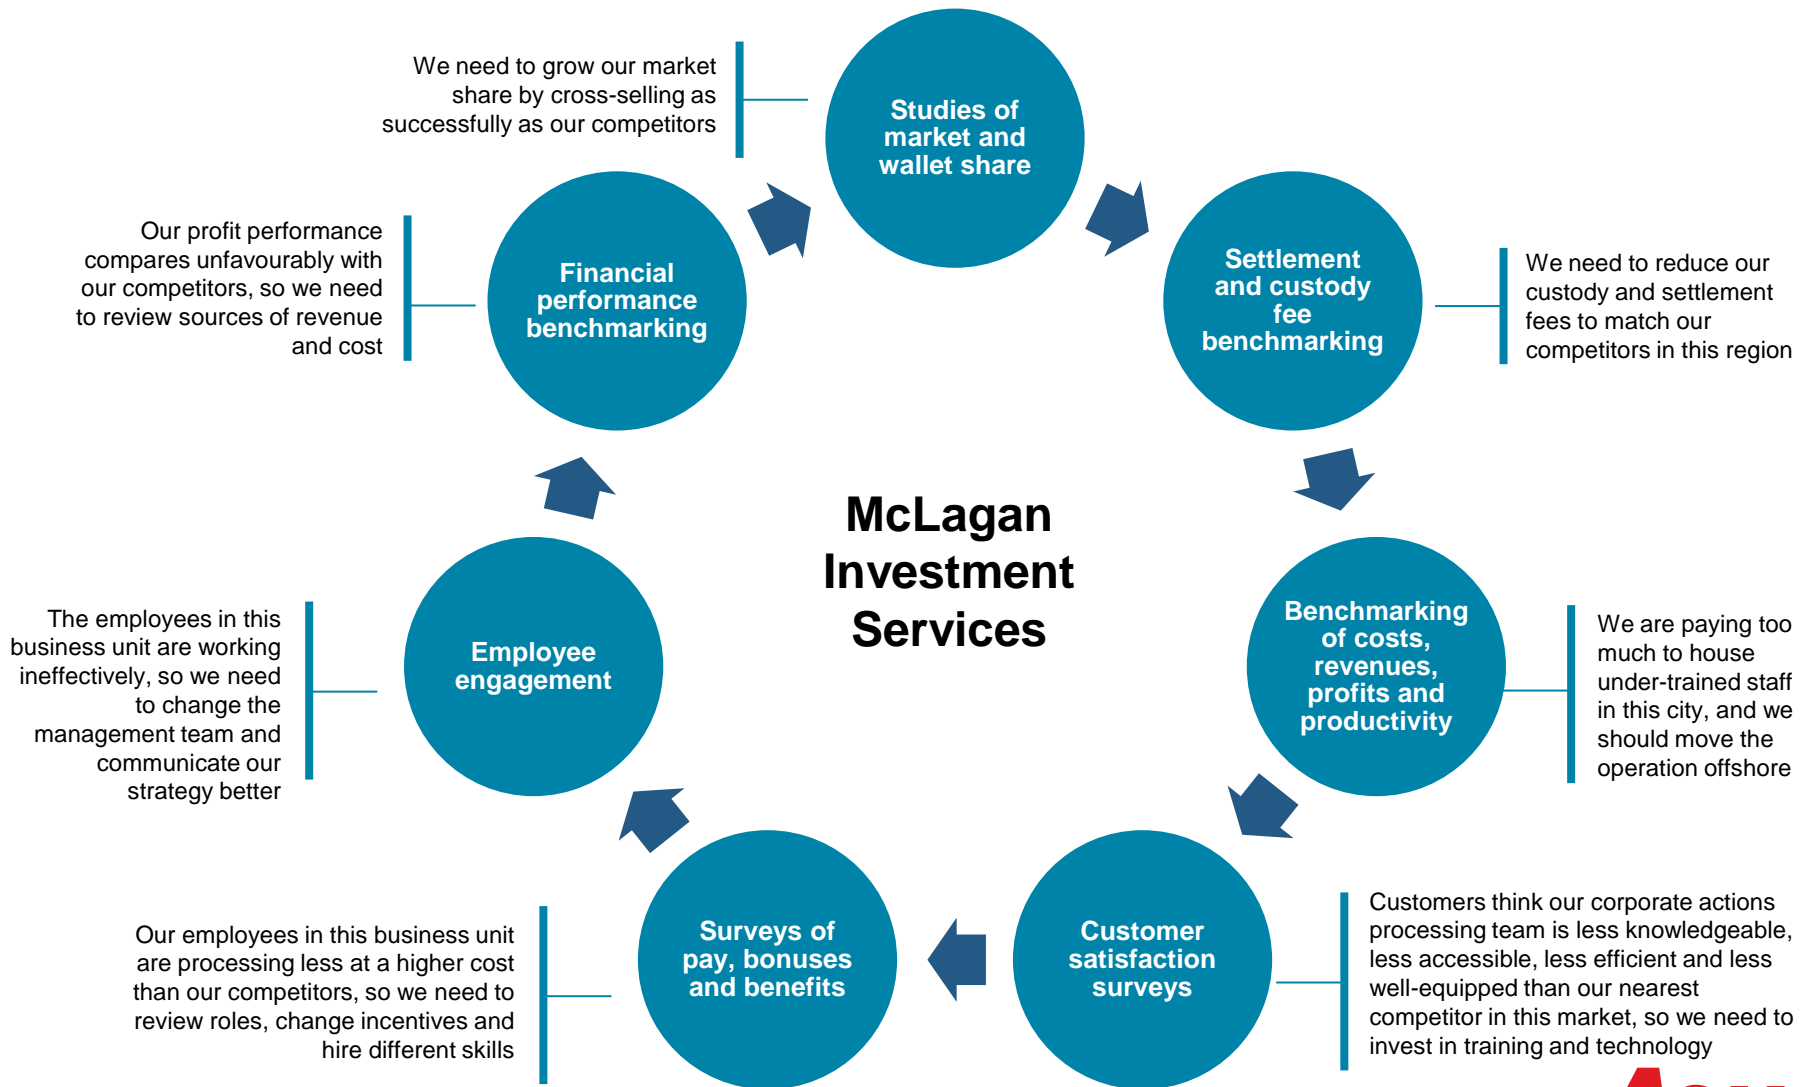 We need to grow our market
share by cross-selling as
successfully as our competitors
Studies of
market and
wallet share
Our profit performance
compares unfavourably with
our competitors, so we need
to review sources of revenue
and cost
Financial
performance
benchmarking
Settlement
and custody
fee
benchmarking
We need to reduce our
custody and settlement
fees to match our
competitors in this region
McLagan
Investment
Services
The employees in this
business unit are working
ineffectively, so we need
to change the
management team and
communicate our
strategy better
Employee
engagement
Benchmarking
of costs,
revenues,
profits and
productivity
We are paying too
much to house
under-trained staff
in this city, and we
should move the
operation offshore
Our employees in this business unit
are processing less at a higher cost
than our competitors, so we need to
review roles, change incentives and
hire different skills
Surveys of
pay, bonuses
and benefits
Customer
satisfaction
surveys
Customers think our corporate actions
processing team is less knowledgeable,
less accessible, less efficient and less
well-equipped than our nearest
competitor in this market, so we need to
invest in training and technology